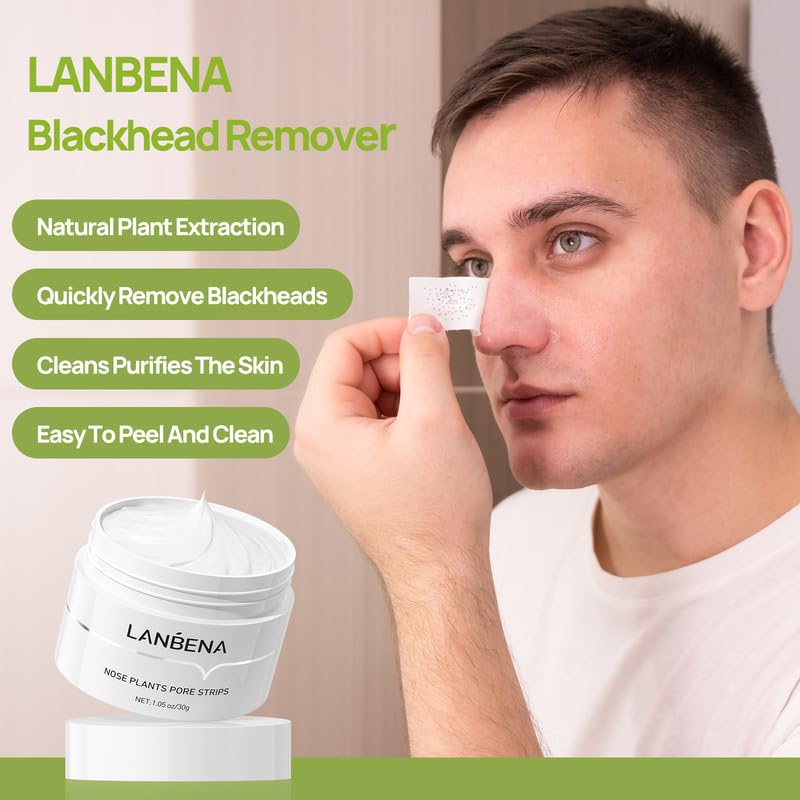 LANBENA
Blackhead Remover
Natural Plant Extraction
Quickly Remove Blackheads
Cleans Purifies The Skin
Easy To Peel And Clean
LANBENA
NOSE PLANTS PORE STRIPS
NET:1.05 oz/30g